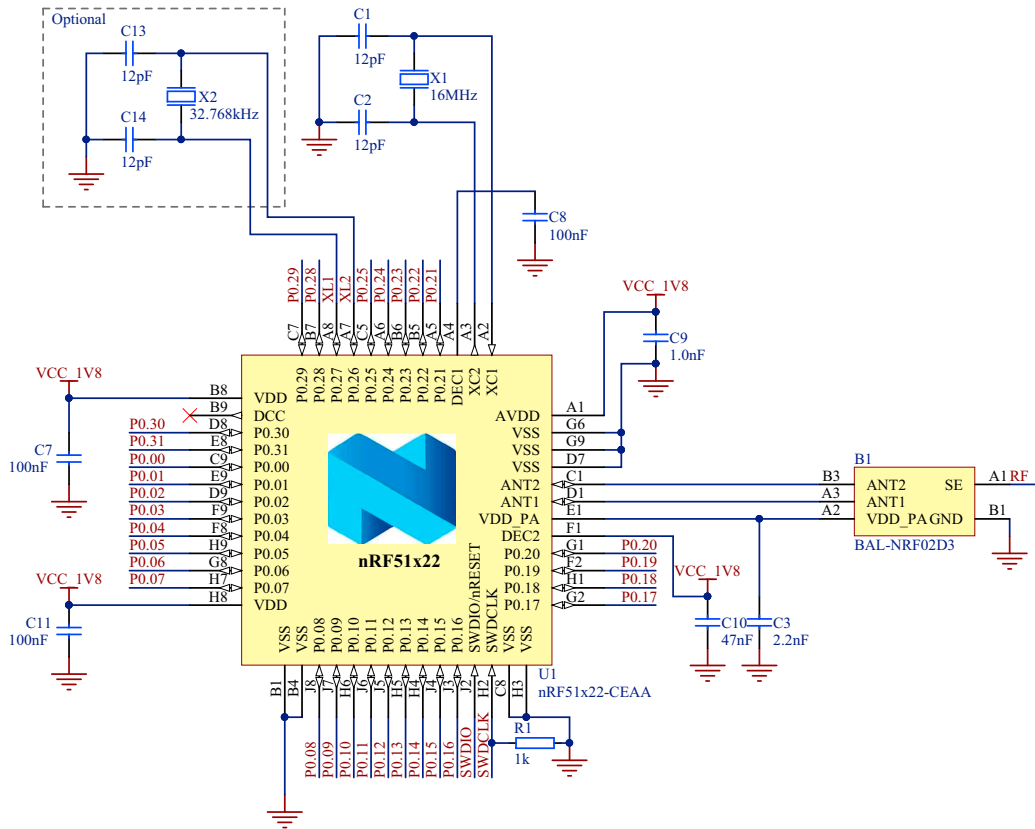 Optional
C13
12pF
X2
32.768kHz
C14
12pF
C1
12pF
X1
16MHz
C2
12pF
C8
100nF
P0.29
P0.28
XL1
XL2
P0.25
P0.24
P0.23
P0.22
P0.21
C7
B7
A8
A7
C5
A6
B6
B5
A5
A4
A3
A2
P0.29
P0.28
P0.27
P0.26
P0.25
P0.24
P0.23
P0.22
P0.21
DEC1
XC2
XC1
VCC_1V8
C7
100nF
VCC_1V8
C11
100nF
B8 VDD
B9 DCC
P0.30 D8 P0.30
P0.31 E8 P0.31
P0.00 C9 P0.00
P0.01 E9 P0.01
P0.02 D9 P0.02
P0.03 F9 P0.03
P0.04 F8 P0.04
P0.05 H9 P0.05
P0.06 G8 P0.06
P0.07 H7 P0.07
H8 VDD
nRF51x22
AVDD A1
VSS G6
VSS G9
VSS D7
ANT2 C1
ANT1 D1
VDD_PA E1
DEC2 F1
P0.20 G1 P0.20
P0.19 F2 P0.19
P0.18 H1 P0.18
P0.17 G2 P0.17
VCC_1V8
C9
1.0nF
B1
B3 ANT2 SE A1 RF
A3 ANT1
A2 VDD_PA GND B1
BAL-NRF02D3
VCC_1V8
C10
47nF
C3
2.2nF
VSS
VSS
P0.08
P0.09
P0.10
P0.11
P0.12
P0.13
P0.14
P0.15
P0.16
SWDIO/nRESET
SWDCLK
VSS
VSS
U1
nRF51x22-CEAA
B1
B4
J8
J7
H6
J6
J5
H5
H4
J4
J3
J2
H2
C8
H3
P0.08
P0.09
P0.10
P0.11
P0.12
P0.13
P0.14
P0.15
P0.16
SWDIO
SWDCLK
R1
1k